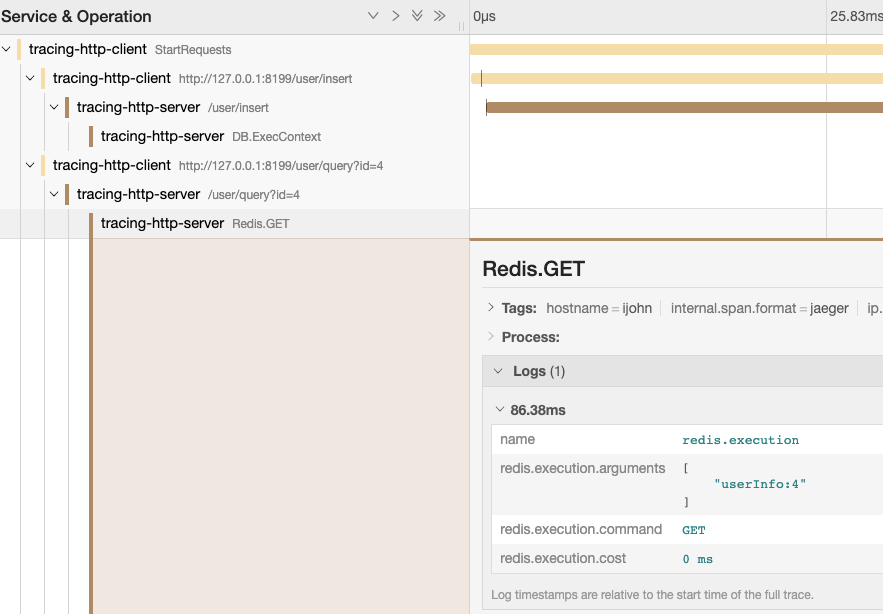 Service & Operation 0μs 25.83ms
tracing-http-client StartRequests
tracing-http-client http://127.0.0.1:8199/user/insert
tracing-http-server /user/insert
tracing-http-server DB.ExecContext
tracing-http-client http://127.0.0.1:8199/user/query?id=4
tracing-http-server /user/query?id=4
tracing-http-server Redis.GET
Redis.GET
Tags: hostname = ijohn internal.span.format = jaeger ip.
Process:
Logs (1)
86.38ms
name redis.execution
redis.execution.arguments [
"userInfo:4"
]
redis.execution.command GET
redis.execution.cost 0 ms
Log timestamps are relative to the start time of the full trace.